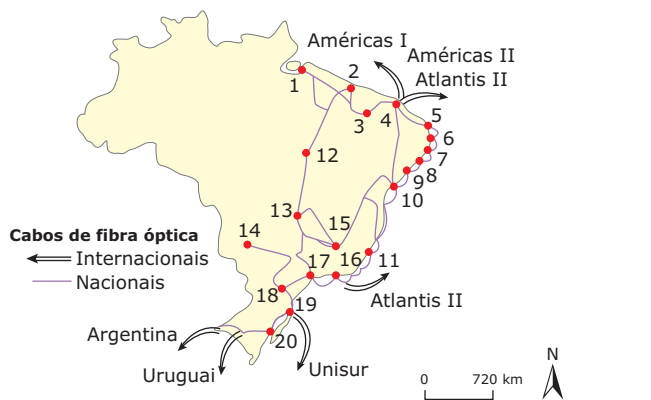 Américas I
Américas II
Atlantis II
1
2
3
4
5
6
7
8
9
10
12
13
14
15
16
17
11
Cabos de fibra óptica
Internacionais
Nacionais
18
19
20
Atlantis II
Argentina
Uruguai
Unisur
N
0 720 km